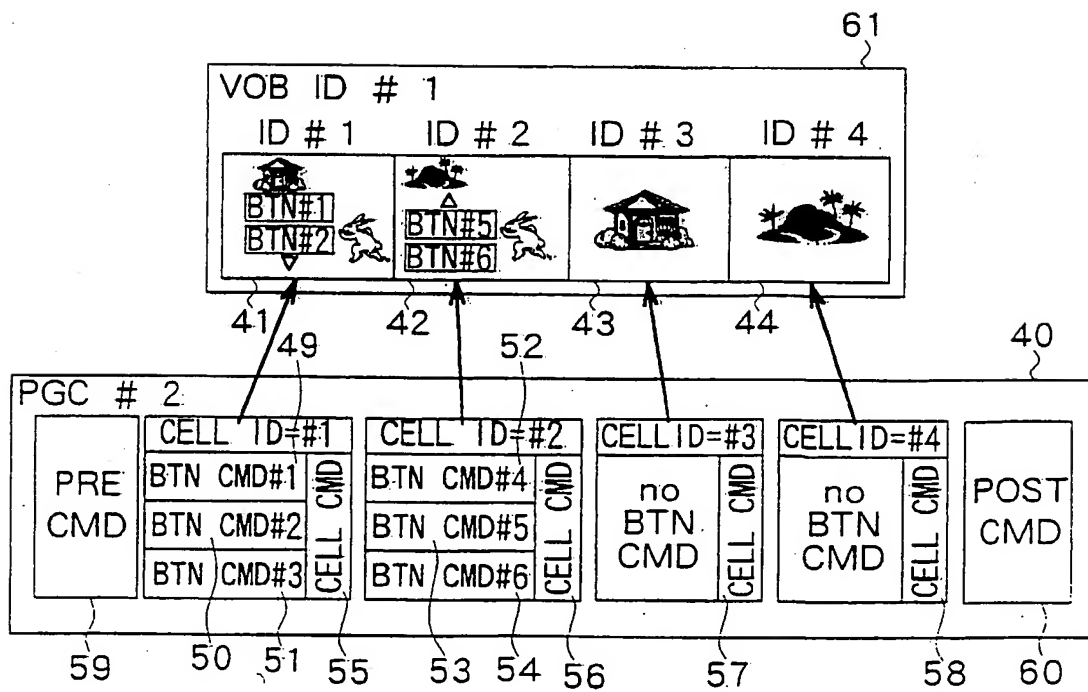 61
VOB ID # 1
ID # 1 ID # 2 ID # 3 ID # 4
BTN#1
BTN#2
BTN#5
BTN#6
41 42 43 44
49 52 40
PGC # 2
PRE
CMD
CELL ID=#1
BTN CMD#1
BTN CMD#2
BTN CMD#3
CELL CMD
CELL ID=#2
BTN CMD#4
BTN CMD#5
BTN CMD#6
CELL CMD
CELL ID=#3
no
BTN
CMD
CELL CMD
CELL ID=#4
no
BTN
CMD
CELL CMD
POST
CMD
59 50 51 55 53 54 56 57 58 60